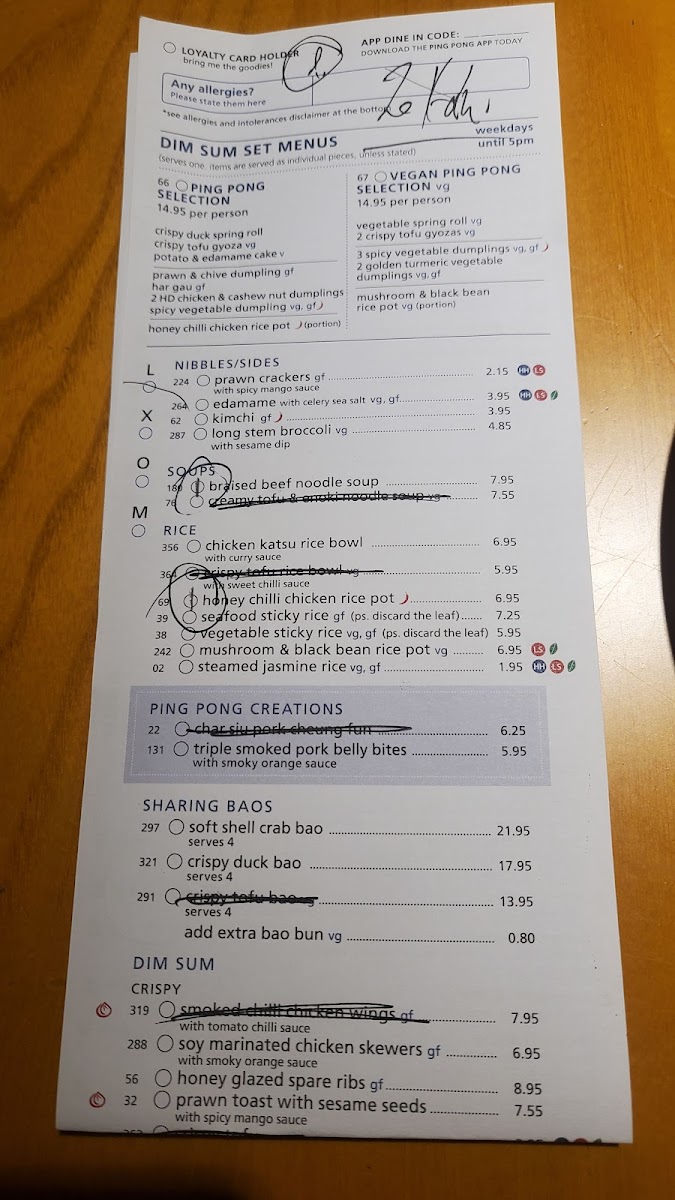 LOYALTY CARD HOLDER
bring me the goodies!
APP DINE IN CODE: _ _ _ _
DOWNLOAD THE PING PONG APP TODAY
Any allergies?
Please state them here
*see allergies and intolerances disclaimer at the bottom
DIM SUM SET MENUS
(serves one. items are served as individual pieces, unless stated)
weekdays
until 5pm
66 PING PONG
SELECTION
14.95 per person
crispy duck spring roll
crispy tofu gyoza vg
potato & edamame cake v
prawn & chive dumpling gf
har gau gf
2 HD chicken & cashew nut dumplings
spicy vegetable dumpling vg, gf
honey chilli chicken rice pot (portion)
67 VEGAN PING PONG
SELECTION vg
14.95 per person
vegetable spring roll vg
2 crispy tofu gyozas vg
3 spicy vegetable dumplings vg, gf
2 golden turmeric vegetable
dumplings vg, gf
mushroom & black bean
rice pot vg (portion)
L
X
O
M
NIBBLES/SIDES
224 prawn crackers gf 2.15 HH LS
with spicy mango sauce
264 edamame with celery sea salt vg, gf 3.95 HH LS
62 kimchi gf 3.95
287 long stem broccoli vg 4.85
with sesame dip
SOUPS
180 braised beef noodle soup 7.95
76 creamy tofu & enoki noodle soup vg 7.55
RICE
356 chicken katsu rice bowl 6.95
with curry sauce
364 crispy tofu rice bowl vg 5.95
with sweet chilli sauce
69 honey chilli chicken rice pot 6.95
39 seafood sticky rice gf (ps. discard the leaf) 7.25
38 vegetable sticky rice vg, gf (ps. discard the leaf) 5.95
242 mushroom & black bean rice pot vg 6.95 LS
02 steamed jasmine rice vg, gf 1.95 HH LS
PING PONG CREATIONS
22 char siu pork cheung fun 6.25
131 triple smoked pork belly bites 5.95
with smoky orange sauce
SHARING BAOS
297 soft shell crab bao 21.95
serves 4
321 crispy duck bao 17.95
serves 4
291 crispy tofu bao vg 13.95
serves 4
add extra bao bun vg 0.80
DIM SUM
CRISPY
319 smoked chilli chicken wings gf 7.95
with tomato chilli sauce
288 soy marinated chicken skewers gf 6.95
with smoky orange sauce
56 honey glazed spare ribs gf 8.95
32 prawn toast with sesame seeds 7.55
with spicy mango sauce